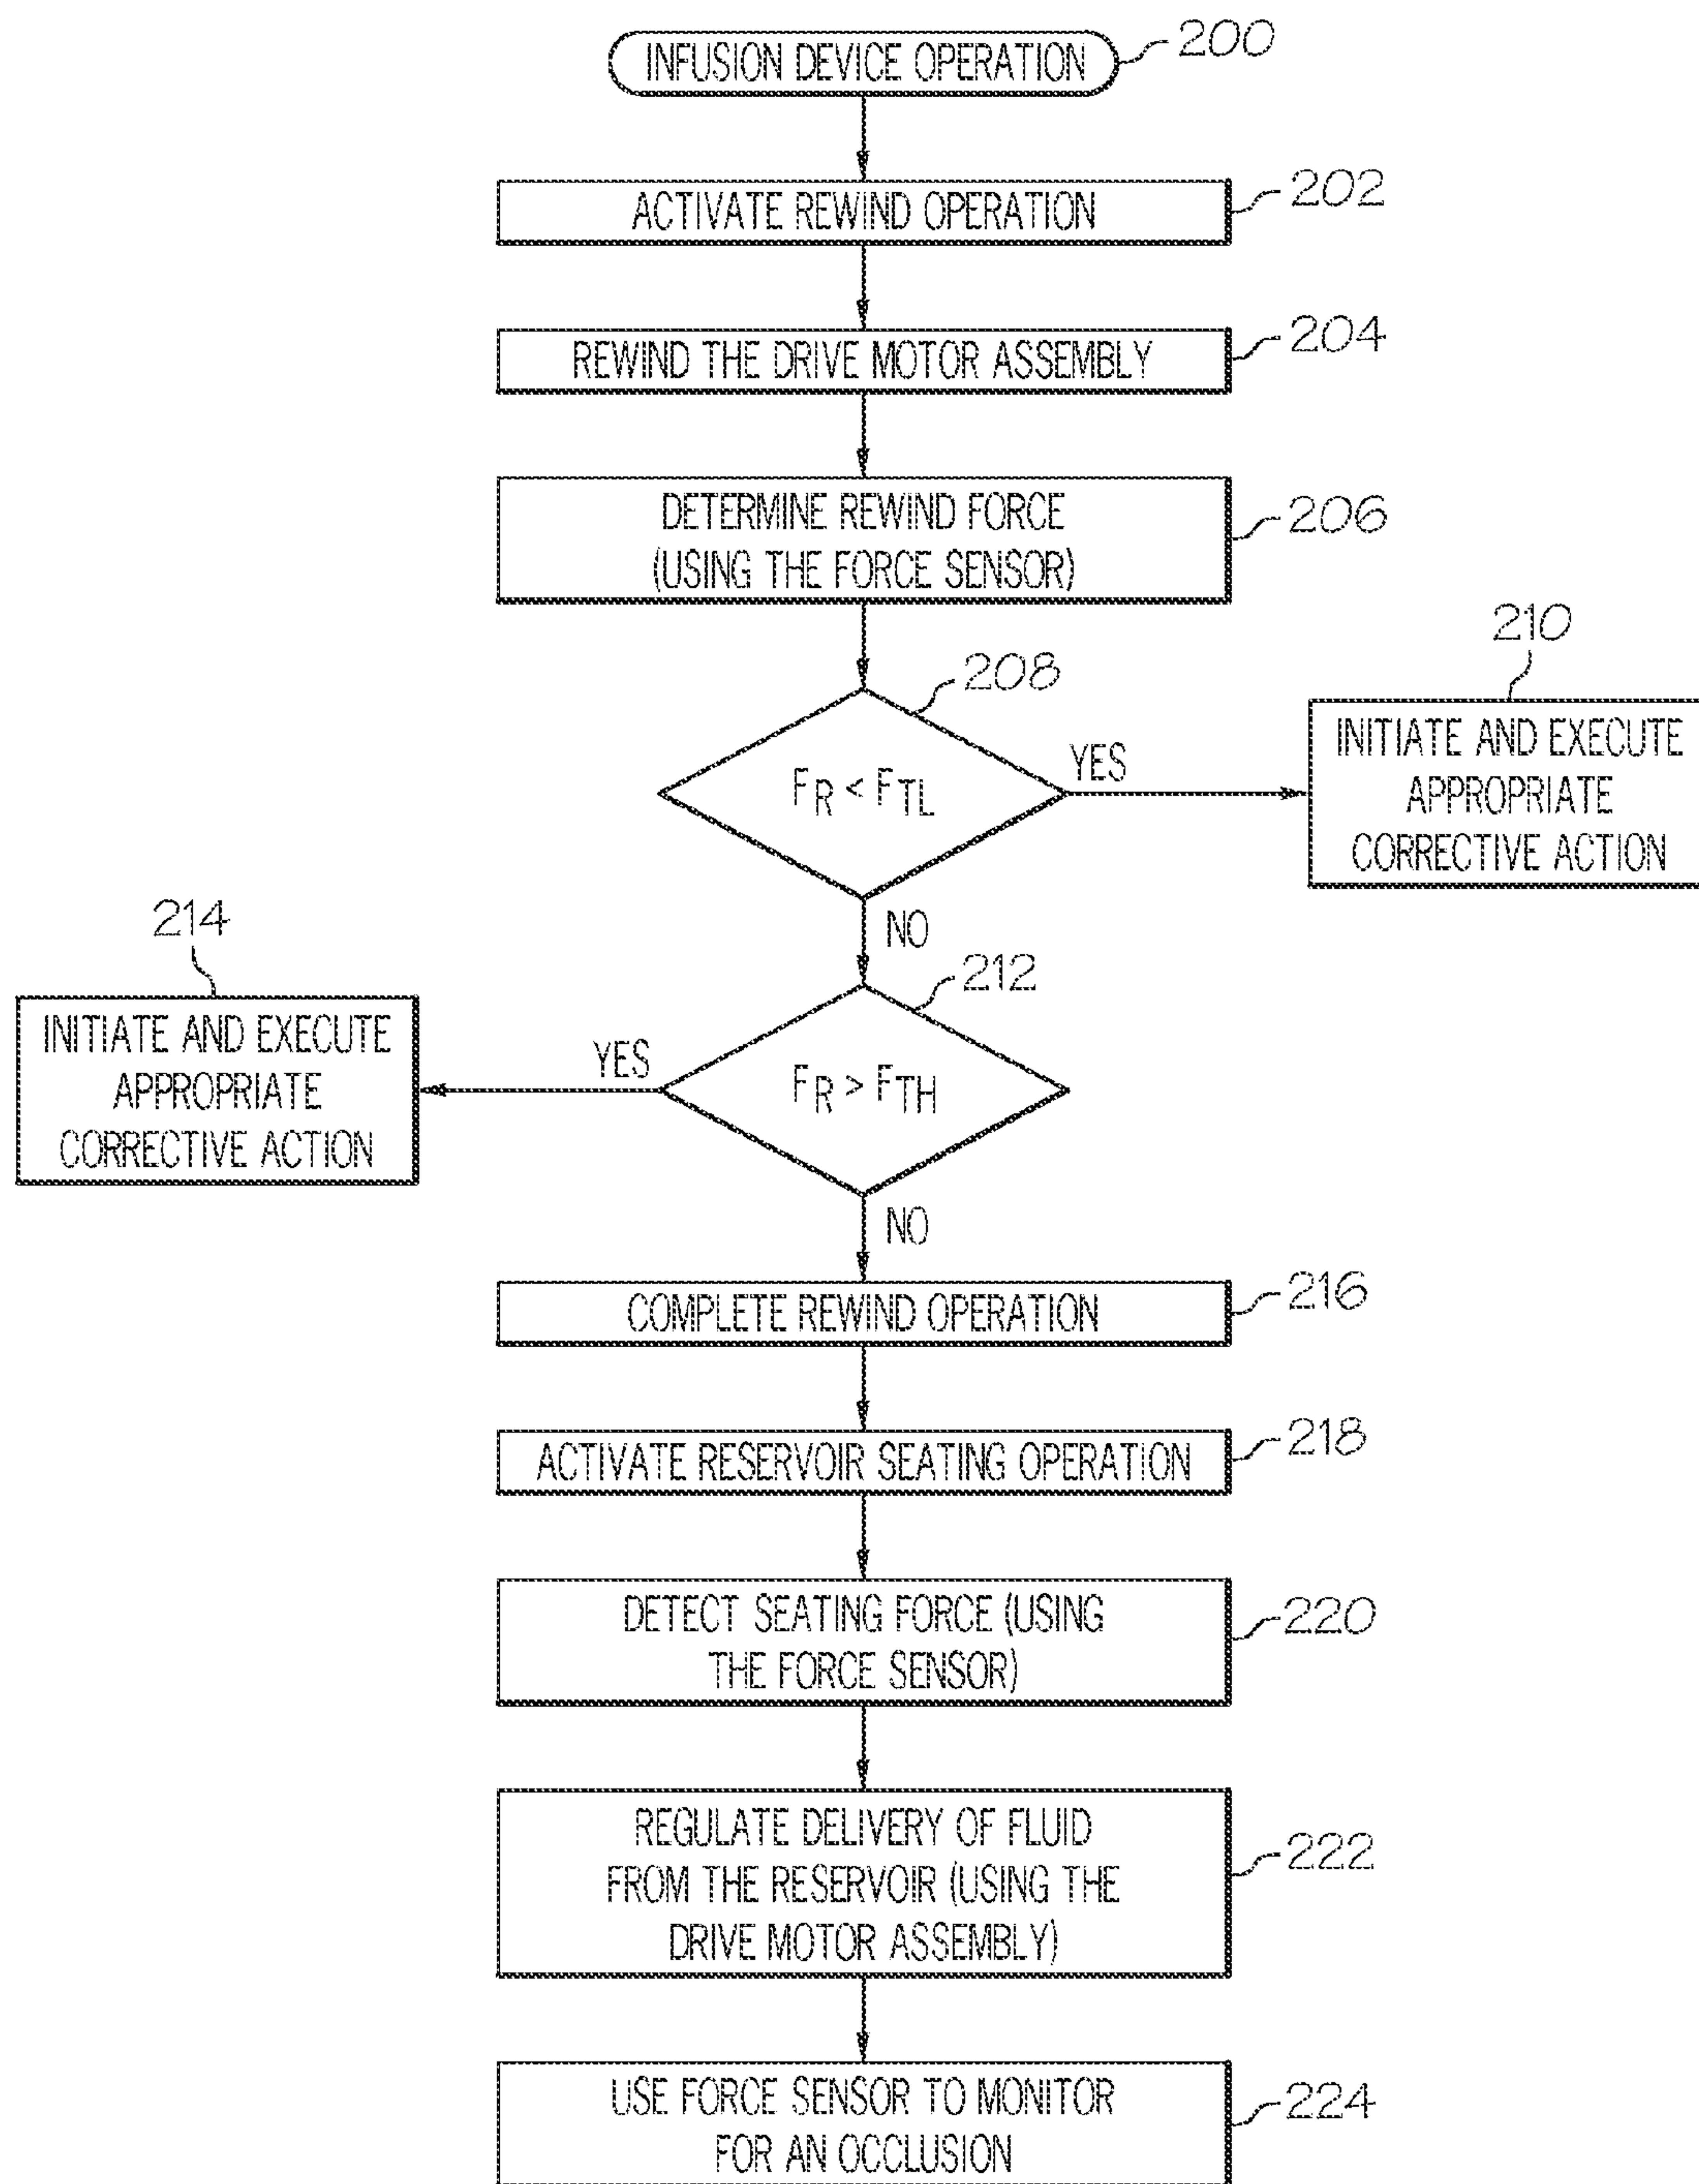 INFUSION DEVICE OPERATION
200
ACTIVATE REWIND OPERATION
202
REWIND THE DRIVE MOTOR ASSEMBLY
204
DETERMINE REWIND FORCE
(USING THE FORCE SENSOR)
206
208
FR < FTL
YES
210
INITIATE AND EXECUTE
APPROPRIATE
CORRECTIVE ACTION
NO
212
FR > FTH
YES
214
INITIATE AND EXECUTE
APPROPRIATE
CORRECTIVE ACTION
NO
COMPLETE REWIND OPERATION
216
ACTIVATE RESERVOIR SEATING OPERATION
218
DETECT SEATING FORCE (USING
THE FORCE SENSOR)
220
REGULATE DELIVERY OF FLUID
FROM THE RESERVOIR (USING THE
DRIVE MOTOR ASSEMBLY)
222
USE FORCE SENSOR TO MONITOR
FOR AN OCCLUSION
224